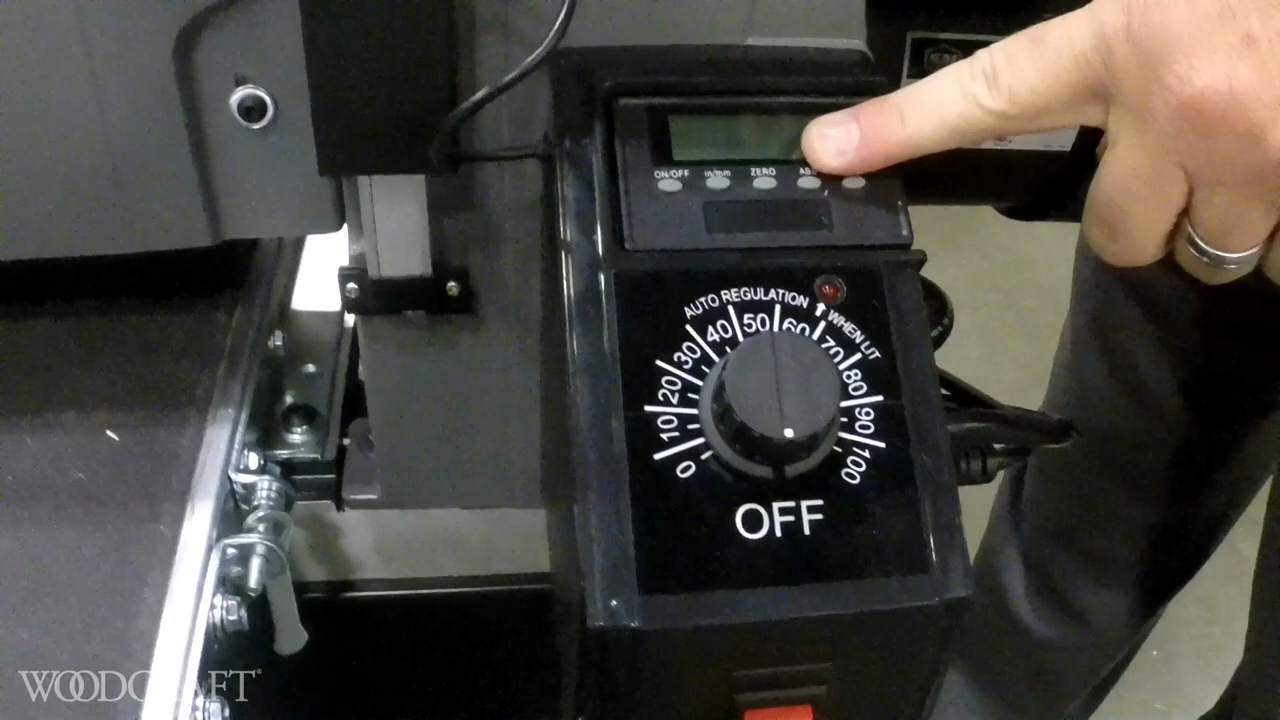 ON/OFF in/mm ZERO ABS
AUTO REGULATION
WHEN LIT
0 10 20 30 40 50 60 70 80 90 100
OFF
WOODCRAFT®